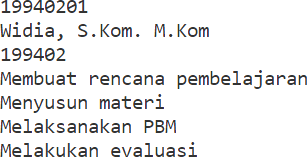 19940201
Widia, S.Kom. M.Kom
199402
Membuat rencana pembelajaran
Menyusun materi
Melaksanakan PBM
Melakukan evaluasi